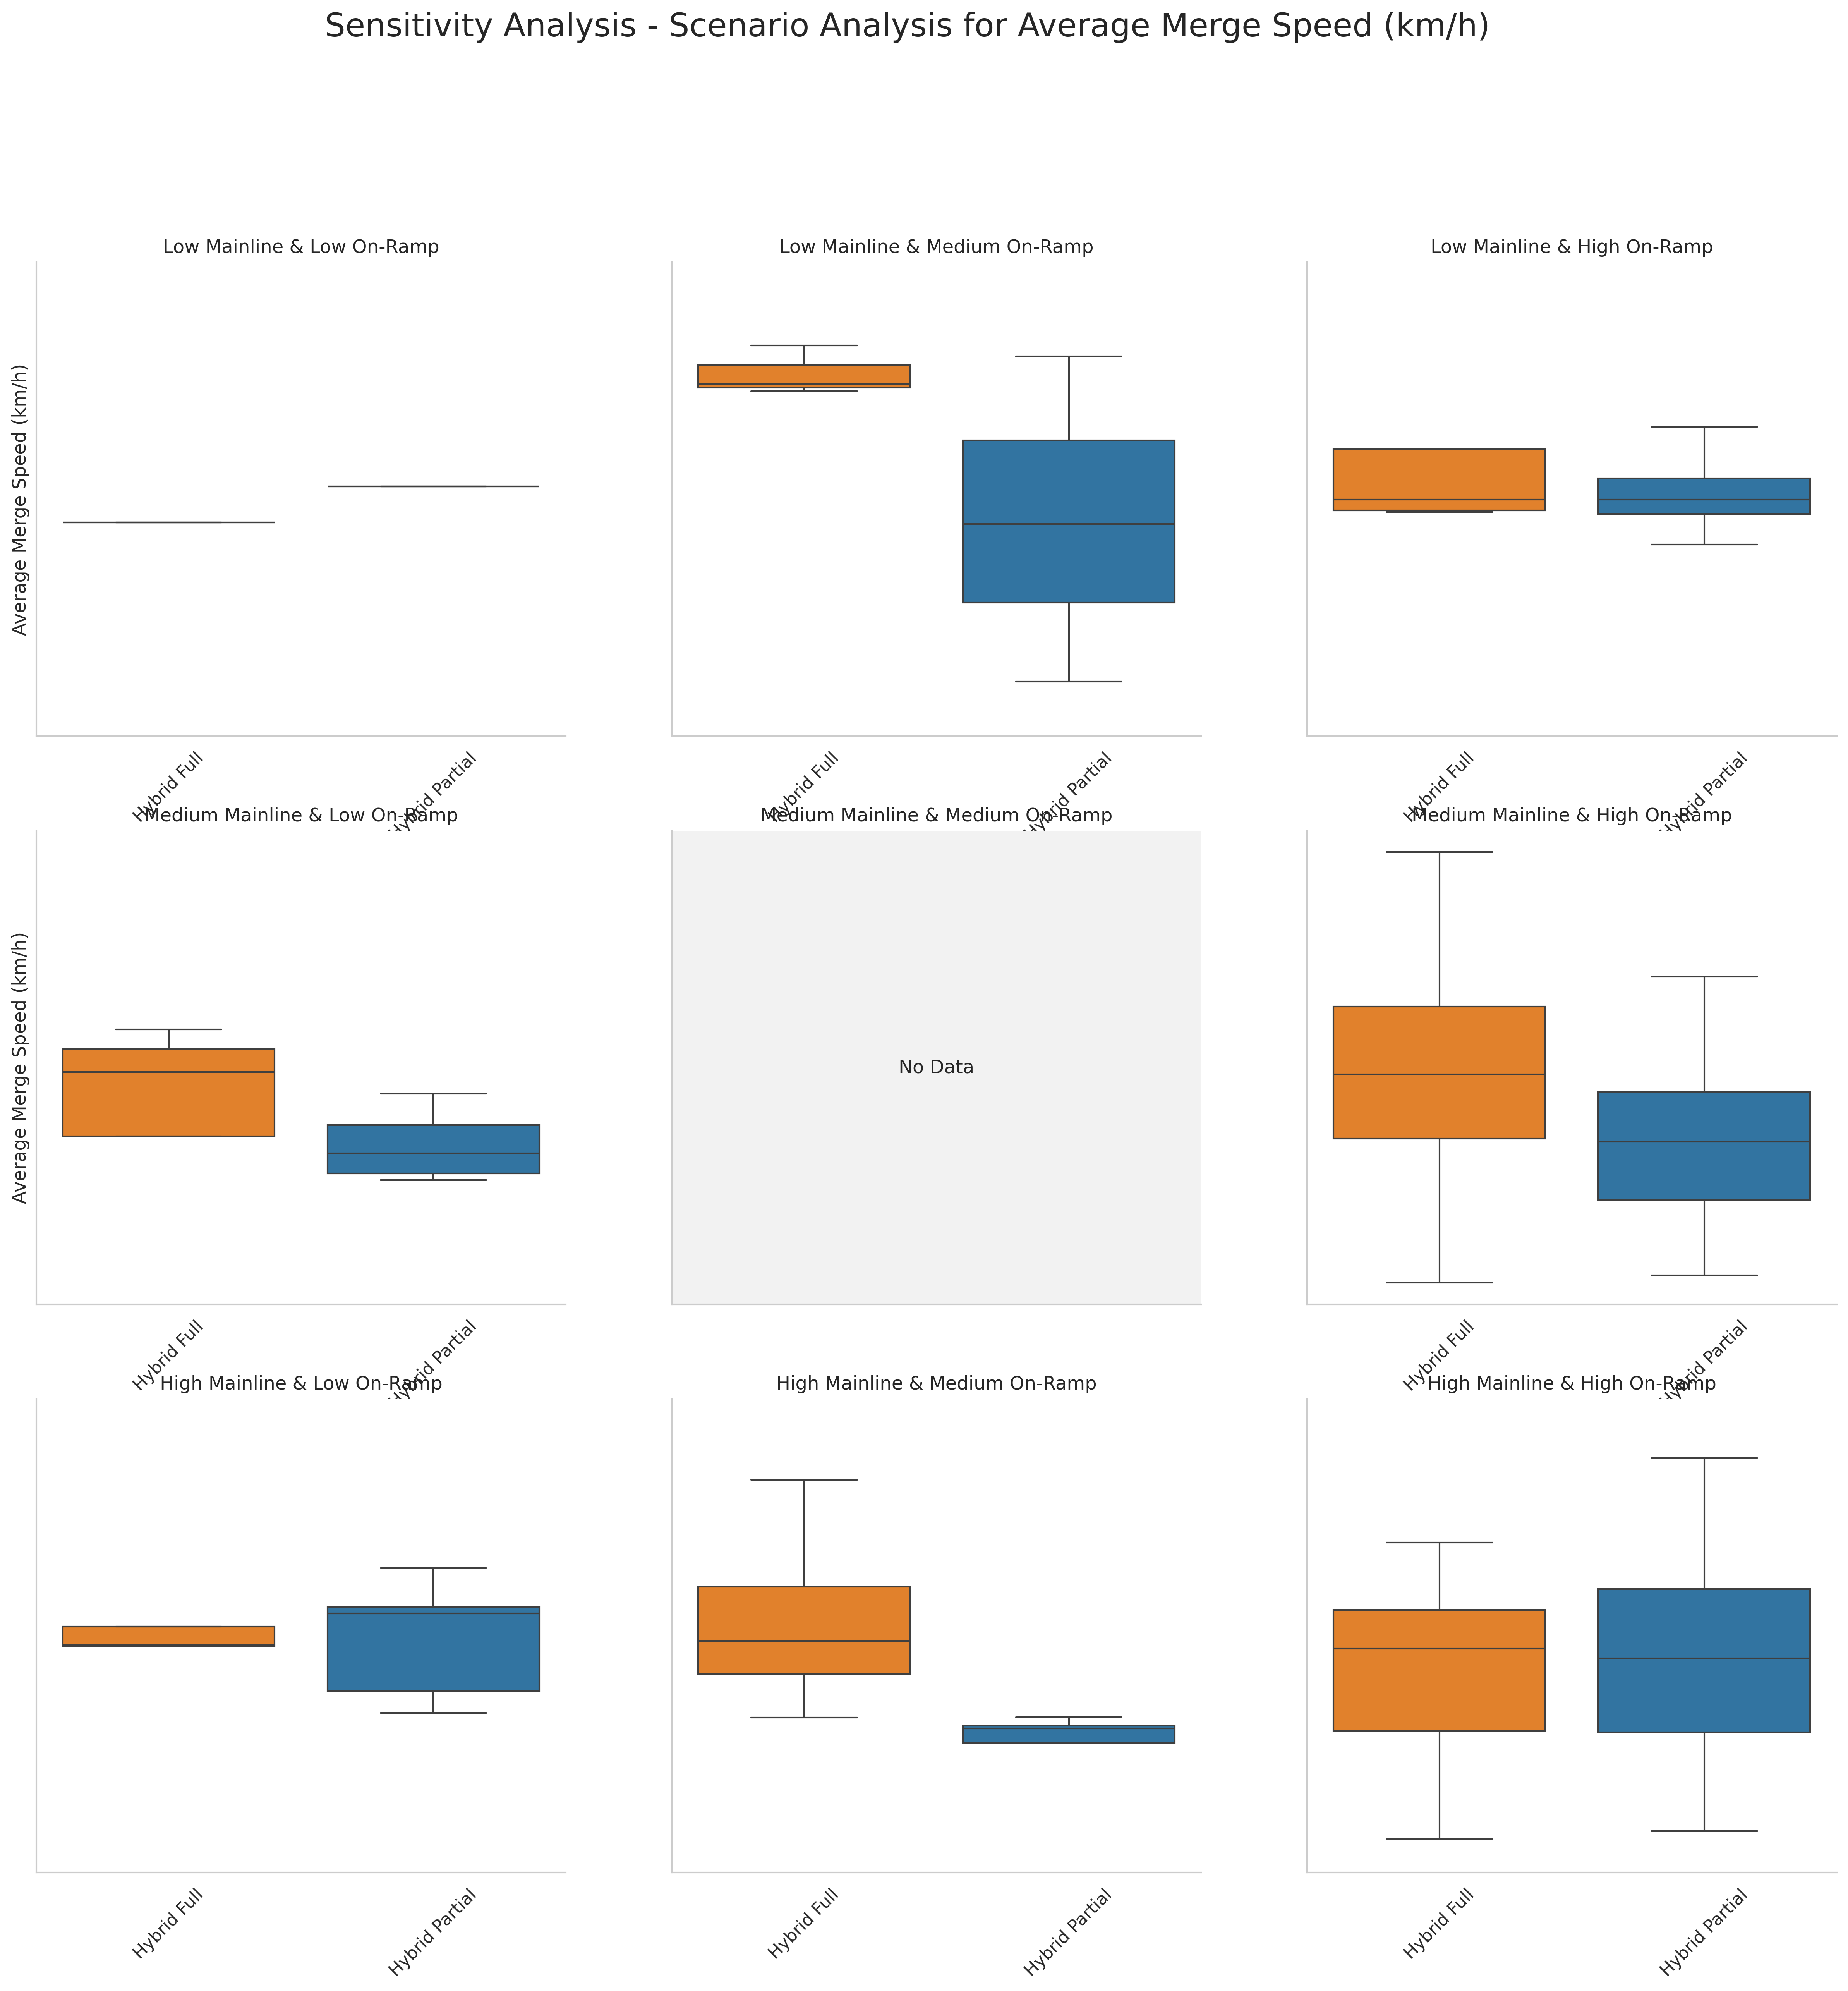 Sensitivity Analysis - Scenario Analysis for Average Merge Speed (km/h)
Low Mainline & Low On-Ramp
Low Mainline & Medium On-Ramp
Low Mainline & High On-Ramp
Average Merge Speed (km/h)
Hybrid Full
Hybrid Partial
Hybrid Full
Hybrid Partial
Hybrid Full
Hybrid Partial
Medium Mainline & Low On-Ramp
Medium Mainline & Medium On-Ramp
Medium Mainline & High On-Ramp
Average Merge Speed (km/h)
No Data
Hybrid Full
Hybrid Partial
Hybrid Full
Hybrid Partial
High Mainline & Low On-Ramp
High Mainline & Medium On-Ramp
High Mainline & High On-Ramp
Hybrid Full
Hybrid Partial
Hybrid Full
Hybrid Partial
Hybrid Full
Hybrid Partial